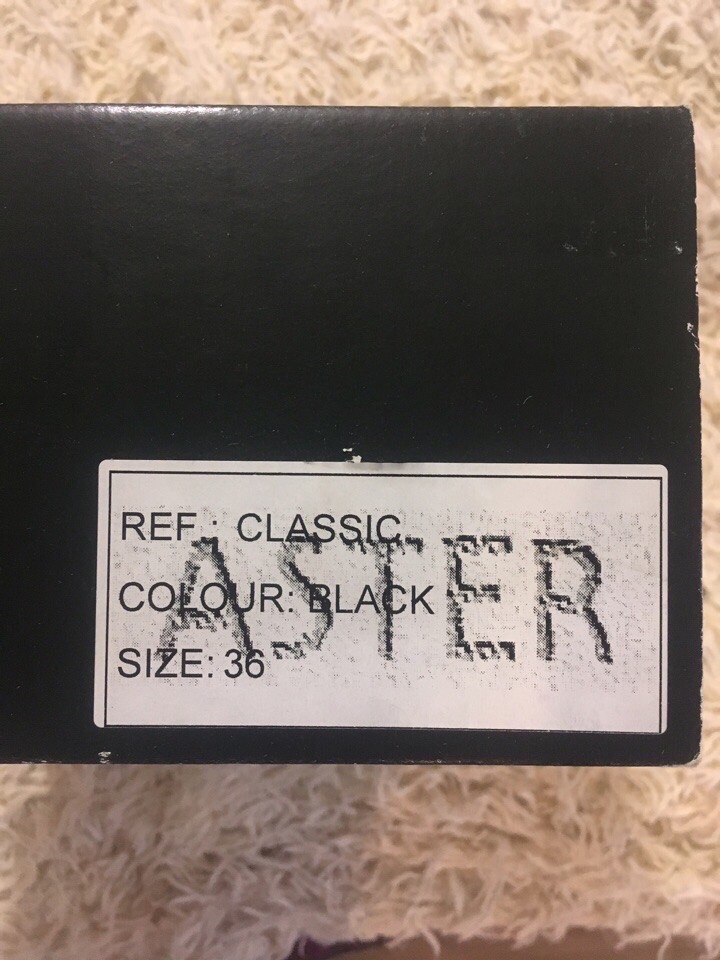 REF : CLASSIC
COLOUR: BLACK
SIZE: 36
ASTER